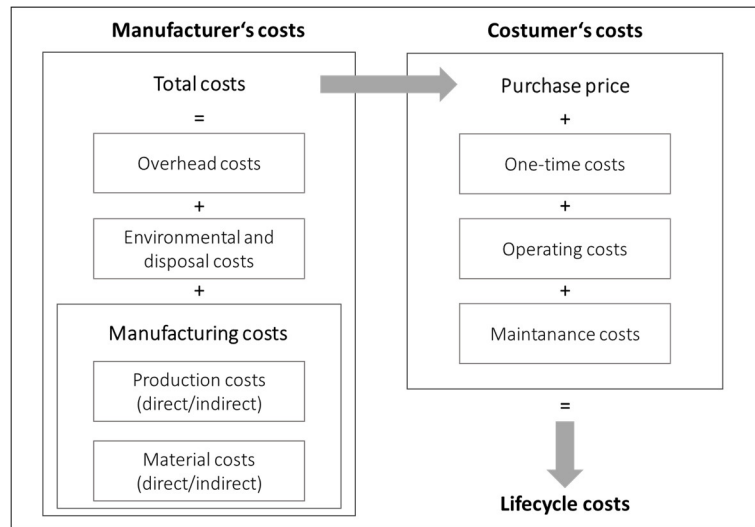 Manufacturer‘s costs
Total costs
=
Overhead costs
+
Environmental and
disposal costs
+
Manufacturing costs
Production costs
(direct/indirect)
Material costs
(direct/indirect)
Costumer‘s costs
Purchase price
+
One-time costs
+
Operating costs
+
Maintanance costs
=
Lifecycle costs